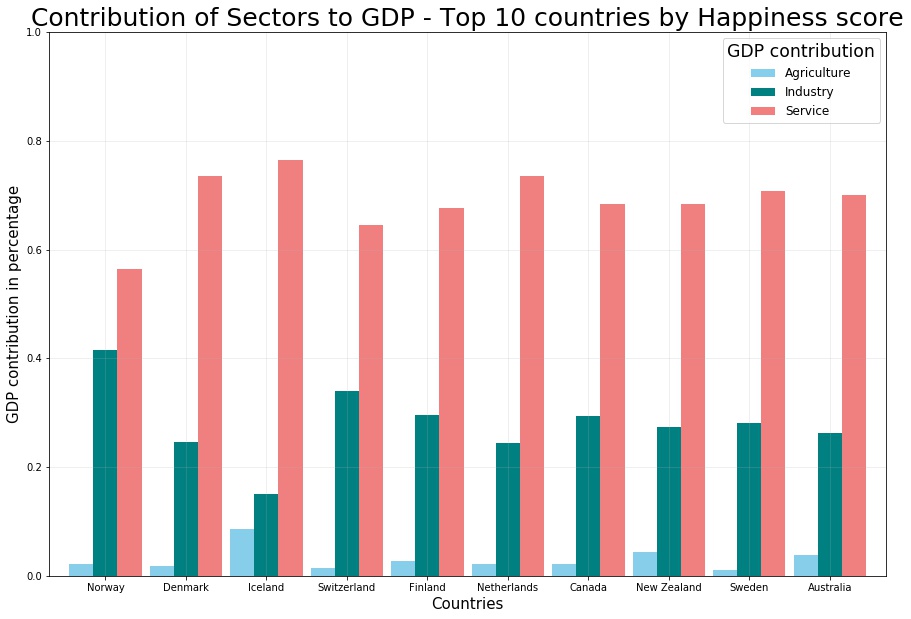 Contribution of Sectors to GDP - Top 10 countries by Happiness score
GDP contribution
Agriculture
Industry
Service
GDP contribution in percentage
1.0
0.8
0.6
0.4
0.2
0.0
Norway Denmark Iceland Switzerland Finland Netherlands Canada New Zealand Sweden Australia
Countries